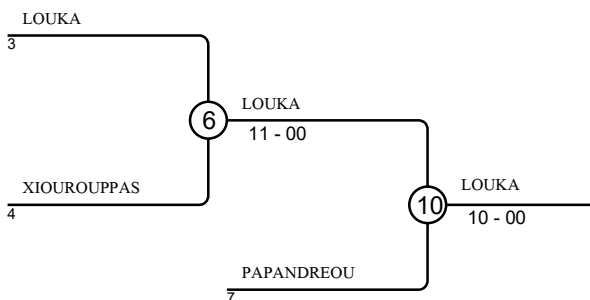 LOUKA
3
6
LOUKA
11 - 00
XIOUROUPPAS
4
10
LOUKA
10 - 00
PAPANDREOU
7